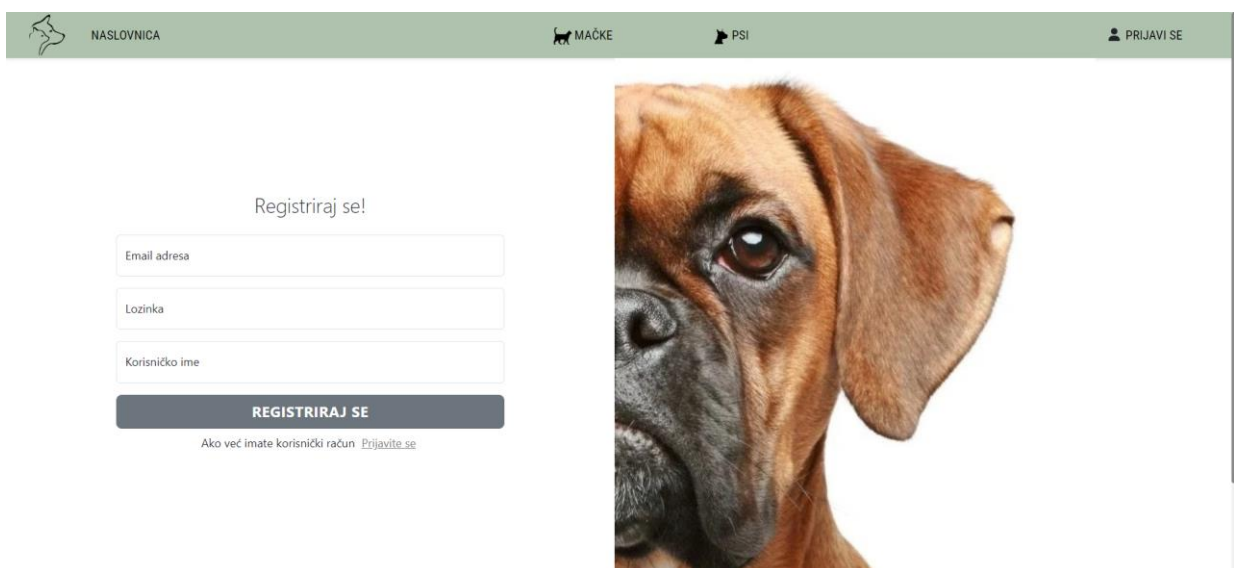 NASLOVNICA
MAČKE
PSI
PRIJAVI SE
Registriraj se!
Email adresa
Lozinka
Korisničko ime
REGISTRIRAJ SE
Ako već imate korisnički račun Prijavite se